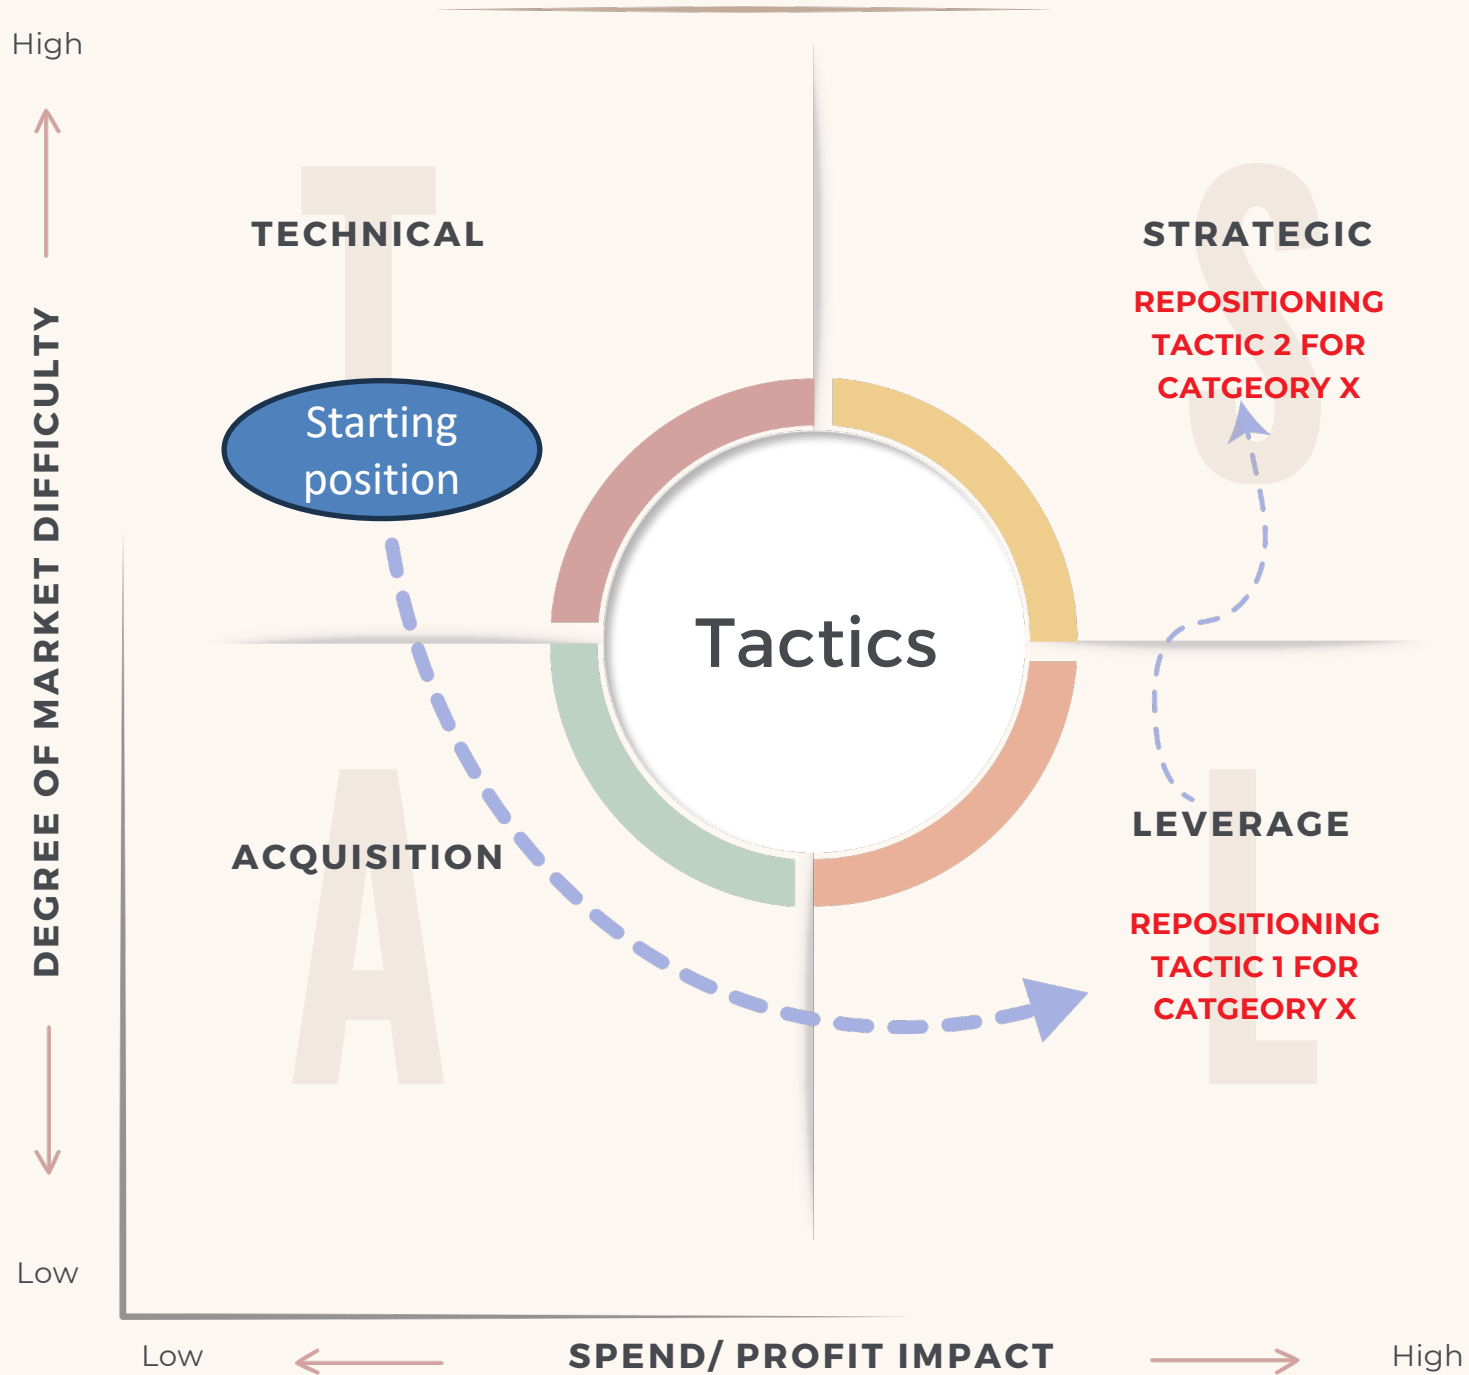 High
TECHNICAL
T
STRATEGIC
S
REPOSITIONING
TACTIC 2 FOR
CATGEORY X
Starting
position
DEGREE OF MARKET DIFFICULTY
Tactics
ACQUISITION
A
LEVERAGE
L
REPOSITIONING
TACTIC 1 FOR
CATGEORY X
Low
Low
SPEND/ PROFIT IMPACT
High